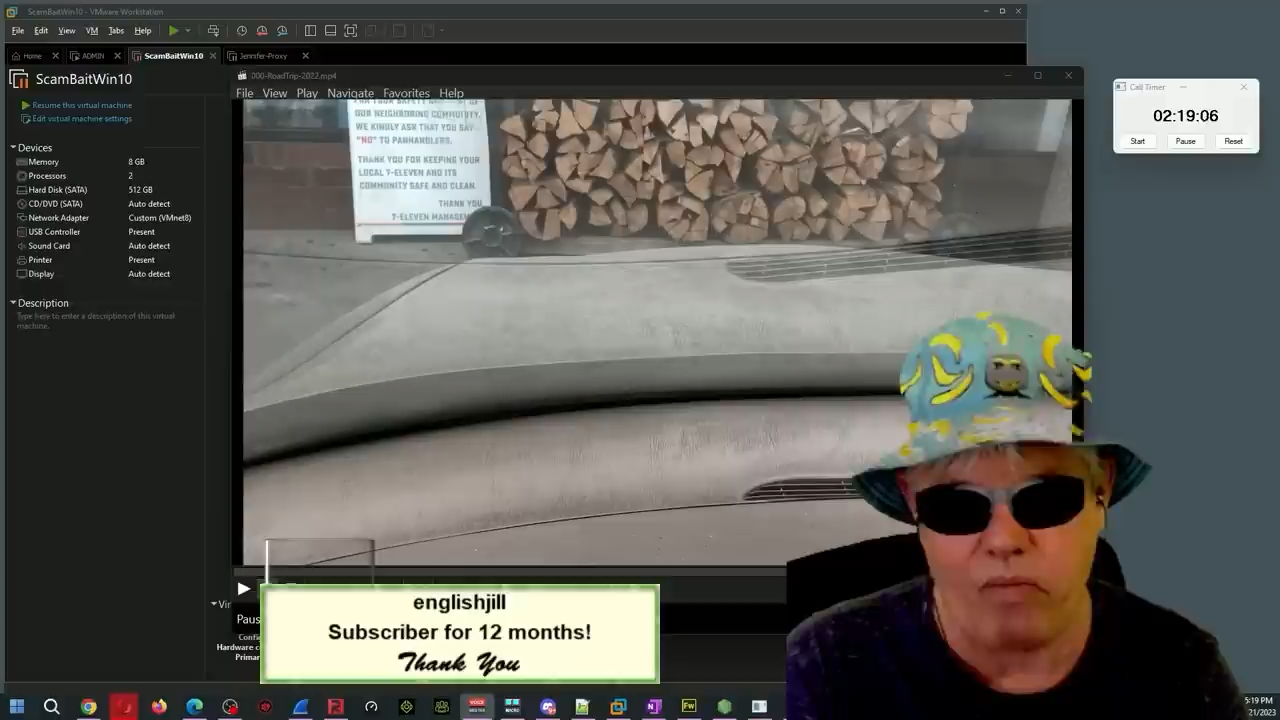 ScamBaitWin10 - VMware Workstation
File Edit View VM Tabs Help
Home ADMIN ScamBaitWin10 Jennifer-Proxy
ScamBaitWin10
Resume this virtual machine
Edit virtual machine settings
Devices
Memory 8 GB
Processors 2
Hard Disk (SATA) 512 GB
CD/DVD (SATA) Auto detect
Network Adapter Custom (VMnet8)
USB Controller Present
Sound Card Auto detect
Printer Present
Display Auto detect
Description
Type here to enter a description of this virtual
machine.
000-RoadTrip-2022.mp4
File View Play Navigate Favorites Help
OUR NEIGHBORING COMMUNITY,
WE KINDLY ASK THAT YOU SAY
"NO" TO PANHANDLERS.
THANK YOU FOR KEEPING YOUR
LOCAL 7-ELEVEN AND ITS
COMMUNITY SAFE AND CLEAN.
THANK YOU
7-ELEVEN
Call Timer
02:19:06
Start Pause Reset
englishjill
Subscriber for 12 months!
Thank You
5:19 PM
21/2023